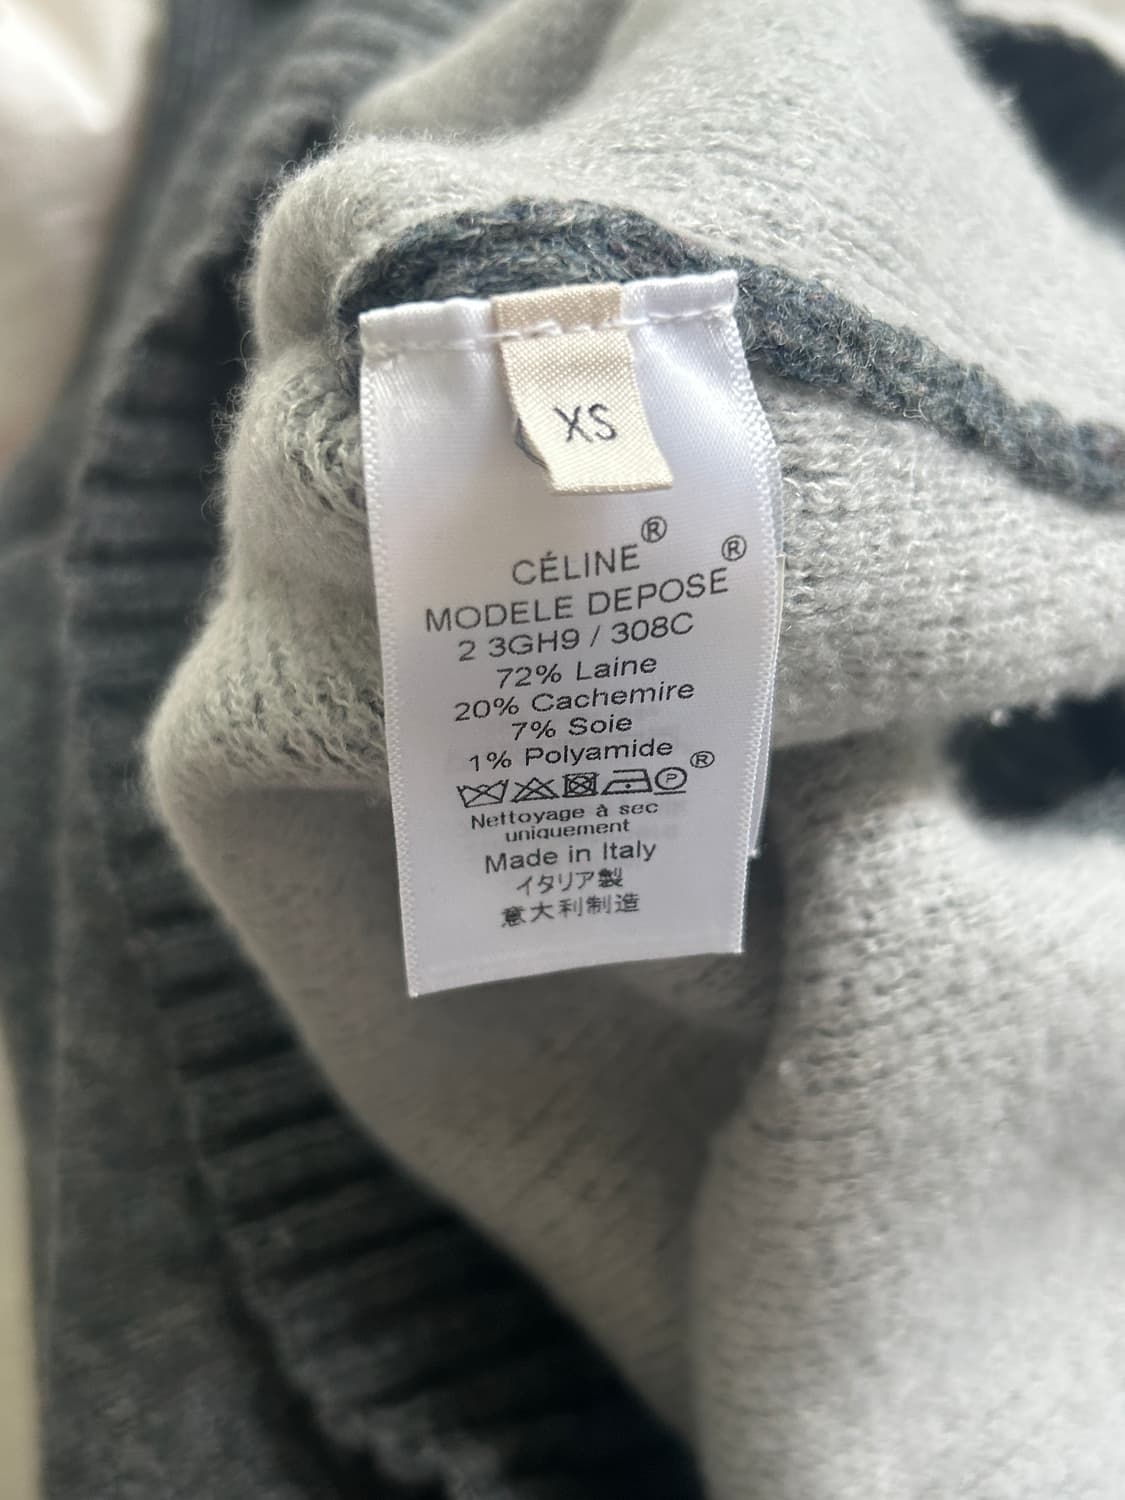 XS
CÉLINE®
MODELE DEPOSE®
2 3GH9 / 308C
72% Laine
20% Cachemire
7% Soie
1% Polyamide
P ®
Nettoyage à sec
uniquement
Made in Italy
イタリア製
意大利制造